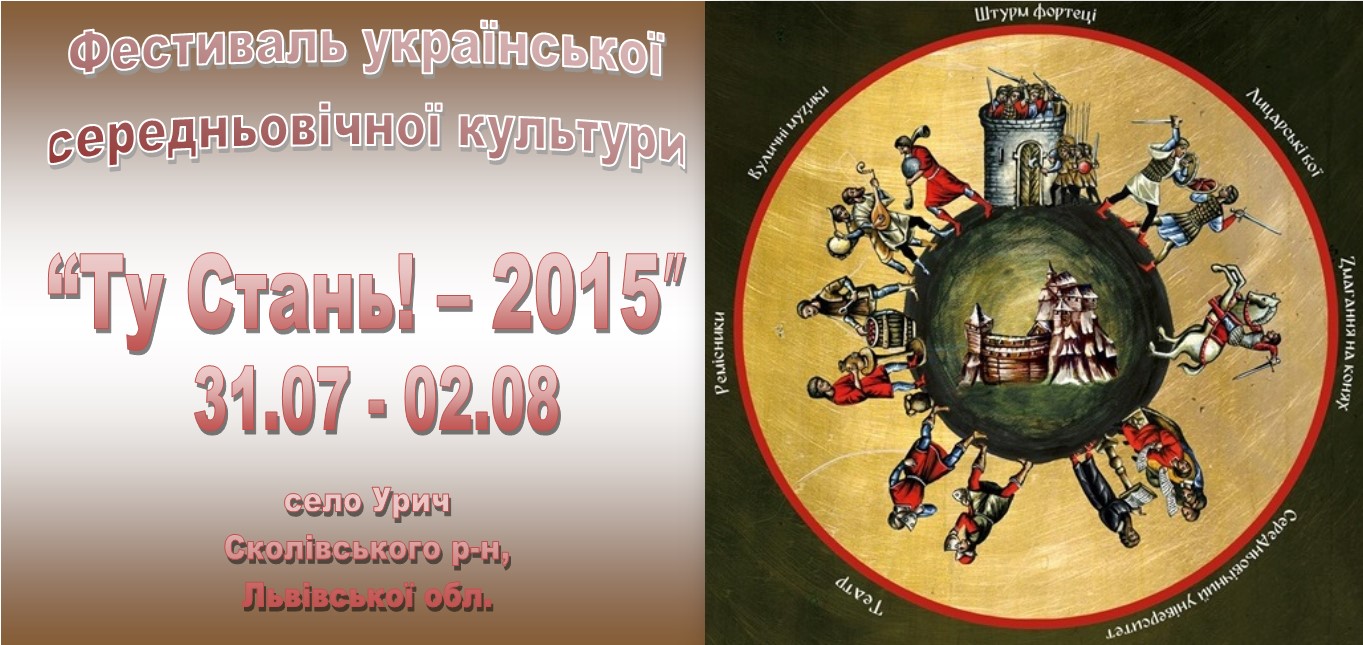 Фестиваль української
середньовічної культури
“Ту Стань! – 2015”
31.07 - 02.08
село Урич
Сколівського р-н,
Львівської обл.
Штурм фортеці
Лицарські бої
Змагання на конях
Середньовічний університет
Театр
Ремісники
Вуличні музики